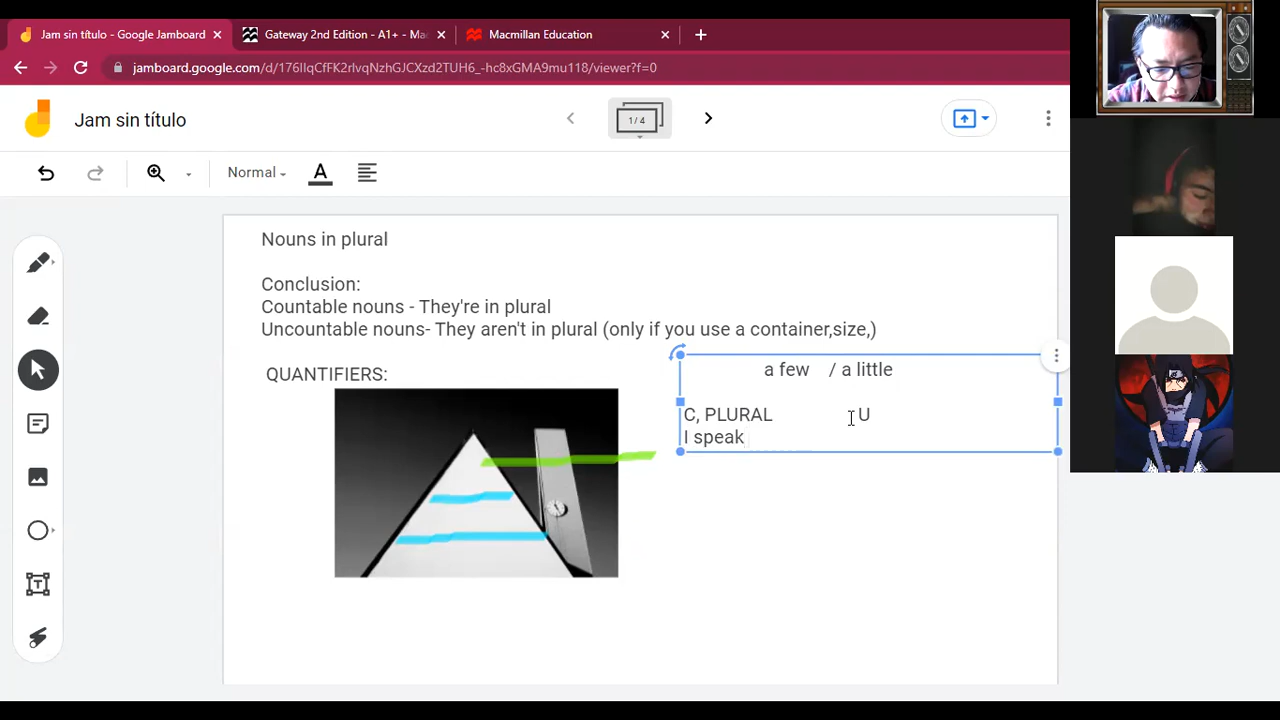 Jam sin título - Google Jamboard
Gateway 2nd Edition - A1+ - Mac
Macmillan Education
jamboard.google.com/d/176IIqCfFK2rlvqNzhGJCXzd2TUH6_-hc8xGMA9mu118/viewer?f=0
Jam sin título
1 / 4
Normal
Nouns in plural
Conclusion:
Countable nouns - They're in plural
Uncountable nouns- They aren't in plural (only if you use a container,size,)
QUANTIFIERS:
a few / a little
C, PLURAL U
I speak